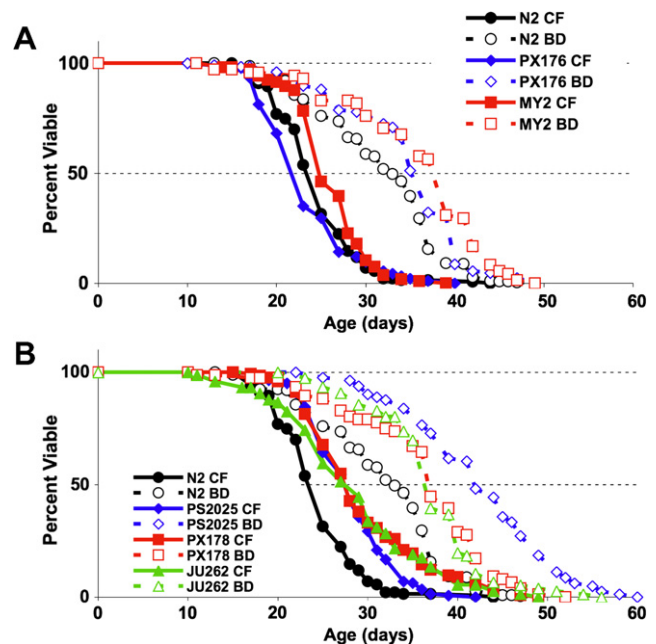 A
N2 CF
N2 BD
PX176 CF
PX176 BD
MY2 CF
MY2 BD
Percent Viable
100
50
0
0 10 20 30 40 50 60
Age (days)
B
Percent Viable
100
50
0
N2 CF
N2 BD
PS2025 CF
PS2025 BD
PX178 CF
PX178 BD
JU262 CF
JU262 BD
0 10 20 30 40 50 60
Age (days)